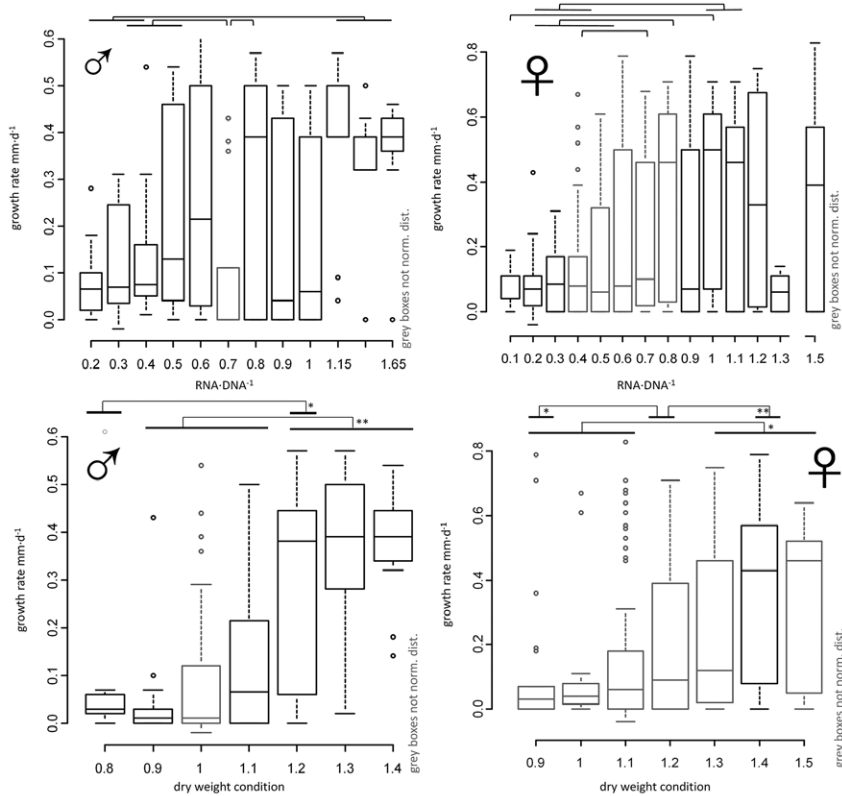 ♂
growth rate mm·d-1
0.0 0.1 0.2 0.3 0.4 0.5 0.6
0.2 0.3 0.4 0.5 0.6 0.7 0.8 0.9 1 1.15 1.65
RNA·DNA-1
grey boxes not norm. dist.
♀
growth rate mm·d-1
0.0 0.2 0.4 0.6 0.8
0.1 0.2 0.3 0.4 0.5 0.6 0.7 0.8 0.9 1 1.1 1.2 1.3 1.5
RNA·DNA-1
grey boxes not norm. dist.
* 
**
♂
growth rate mm·d-1
0.0 0.1 0.2 0.3 0.4 0.5 0.6
0.8 0.9 1 1.1 1.2 1.3 1.4
dry weight condition
grey boxes not norm. dist.
* **
*
♀
growth rate mm·d-1
0.0 0.2 0.4 0.6 0.8
0.9 1 1.1 1.2 1.3 1.4 1.5
dry weight condition
grey boxes not norm. dist.